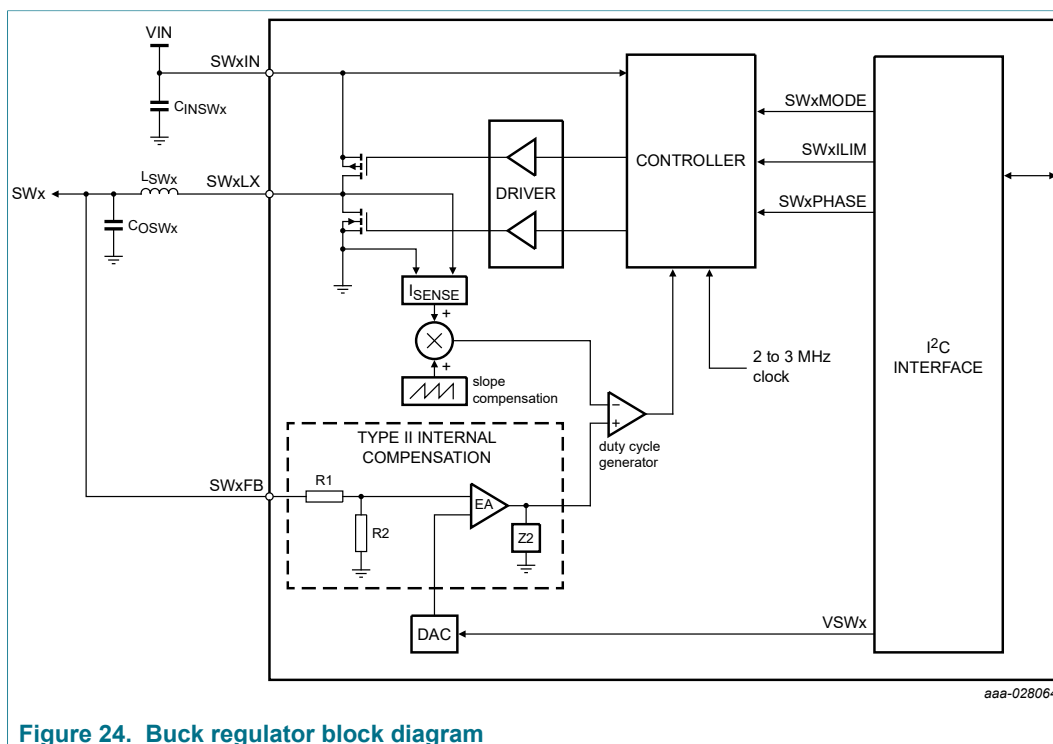 VIN
SWxIN
CINSWx
SWx
LSWx
SWxLX
COSWx
DRIVER
CONTROLLER
SWxMODE
SWxILIM
SWxPHASE
I2C
INTERFACE
ISENSE
+
+
slope
compensation
2 to 3 MHz
clock
−
+
duty cycle
generator
TYPE II INTERNAL
COMPENSATION
SWxFB
R1
R2
EA
Z2
DAC
VSWx
aaa-028064
Figure 24. Buck regulator block diagram